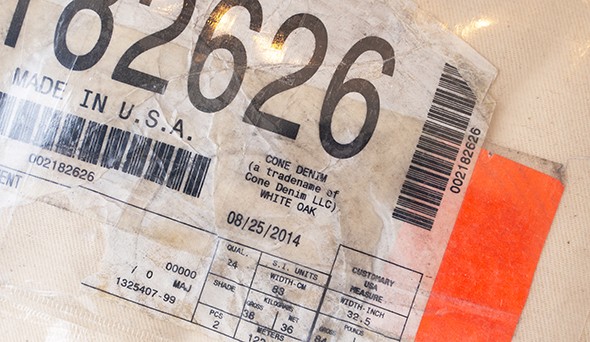 182626
MADE IN U.S.A.
002182626
CONE DENIM
(a tradename of
Cone Denim LLC)
WHITE OAK
08/25/2014
002182626
ENT
00000
/ 0 MAJ
1325407-99
QUAL.
24
SHADE
PCS
2
S.I. UNITS
WIDTH-CM
83
GROSS KILOGRAMS NET
38 36
METERS
CUSTOMARY
USA
MEASURE
WIDTH-INCH
32.5
POUNDS